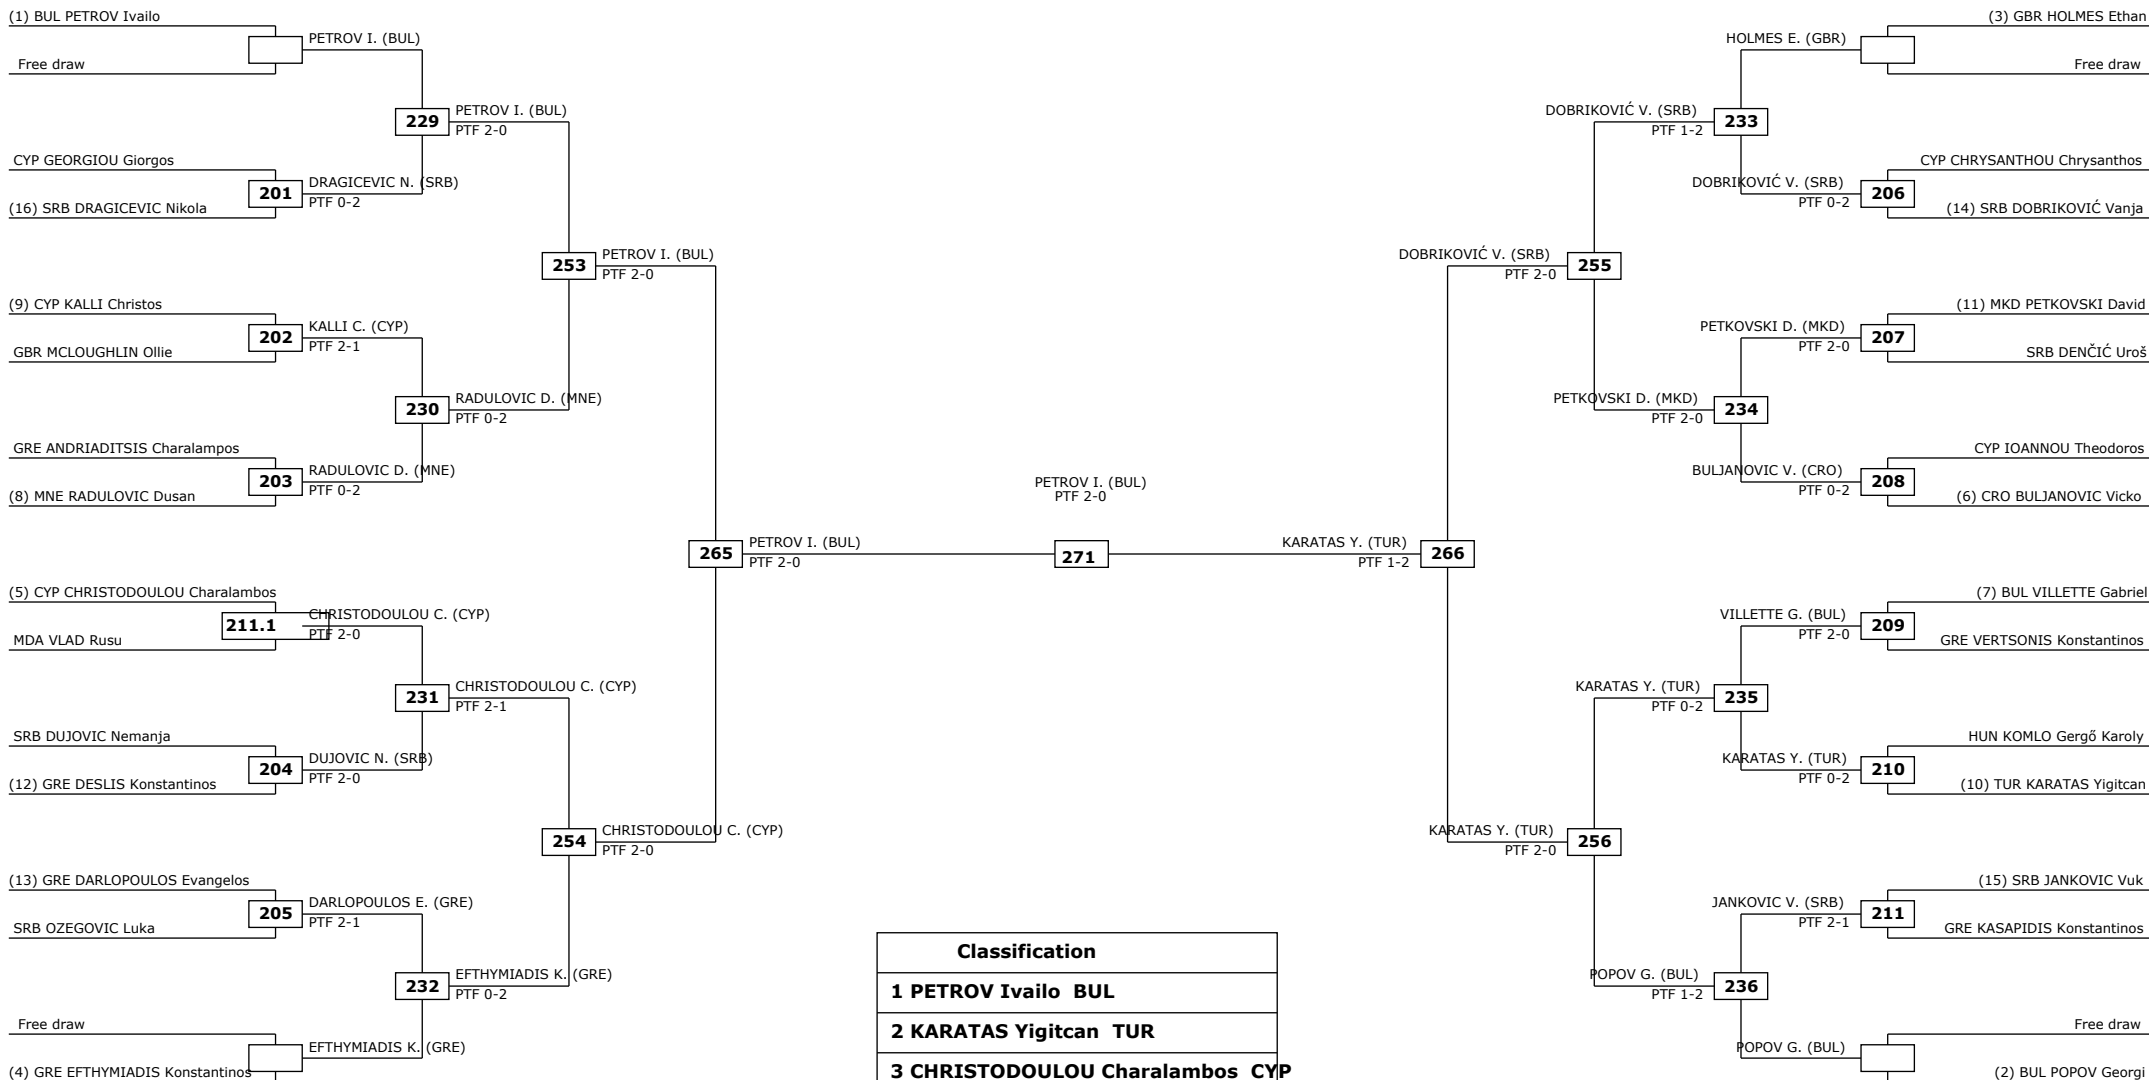 (1) BUL PETROV Ivailo
PETROV I. (BUL)
Free draw
229
PETROV I. (BUL)
PTF 2-0
CYP GEORGIOU Giorgos
201
DRAGICEVIC N. (SRB)
PTF 0-2
(16) SRB DRAGICEVIC Nikola
253
PETROV I. (BUL)
PTF 2-0
(9) CYP KALLI Christos
202
KALLI C. (CYP)
PTF 2-1
GBR MCLOUGHLIN Ollie
230
RADULOVIC D. (MNE)
PTF 0-2
GRE ANDRIADITSIS Charalampos
203
RADULOVIC D. (MNE)
PTF 0-2
(8) MNE RADULOVIC Dusan
265
PETROV I. (BUL)
PTF 2-0
(5) CYP CHRISTODOULOU Charalambos
211.1
CHRISTODOULOU C. (CYP)
PTF 2-0
MDA VLAD Rusu
231
CHRISTODOULOU C. (CYP)
PTF 2-1
SRB DUJOVIC Nemanja
204
DUJOVIC N. (SRB)
PTF 2-0
(12) GRE DESLIS Konstantinos
254
CHRISTODOULOU C. (CYP)
PTF 2-0
(13) GRE DARLOPOULOS Evangelos
205
DARLOPOULOS E. (GRE)
PTF 2-1
SRB OZEGOVIC Luka
232
EFTHYMIADIS K. (GRE)
PTF 0-2
Free draw
EFTHYMIADIS K. (GRE)
(4) GRE EFTHYMIADIS Konstantinos
PETROV I. (BUL)
PTF 2-0
271
Classification
1 PETROV Ivailo BUL
2 KARATAS Yigitcan TUR
3 CHRISTODOULOU Charalambos CYP
(3) GBR HOLMES Ethan
HOLMES E. (GBR)
Free draw
DOBRIKOVIĆ V. (SRB)
PTF 1-2
233
CYP CHRYSANTHOU Chrysanthos
DOBRIKOVIĆ V. (SRB)
PTF 0-2
206
(14) SRB DOBRIKOVIĆ Vanja
DOBRIKOVIĆ V. (SRB)
PTF 2-0
255
(11) MKD PETKOVSKI David
PETKOVSKI D. (MKD)
PTF 2-0
207
SRB DENČIĆ Uroš
PETKOVSKI D. (MKD)
PTF 2-0
234
CYP IOANNOU Theodoros
BULJANOVIC V. (CRO)
PTF 0-2
208
(6) CRO BULJANOVIC Vicko
KARATAS Y. (TUR)
PTF 1-2
266
(7) BUL VILLETTE Gabriel
VILLETTE G. (BUL)
PTF 2-0
209
GRE VERTSONIS Konstantinos
KARATAS Y. (TUR)
PTF 0-2
235
HUN KOMLO Gergő Karoly
KARATAS Y. (TUR)
PTF 0-2
210
(10) TUR KARATAS Yigitcan
KARATAS Y. (TUR)
PTF 2-0
256
(15) SRB JANKOVIC Vuk
JANKOVIC V. (SRB)
PTF 2-1
211
GRE KASAPIDIS Konstantinos
POPOV G. (BUL)
PTF 1-2
236
Free draw
POPOV G. (BUL)
(2) BUL POPOV Georgi